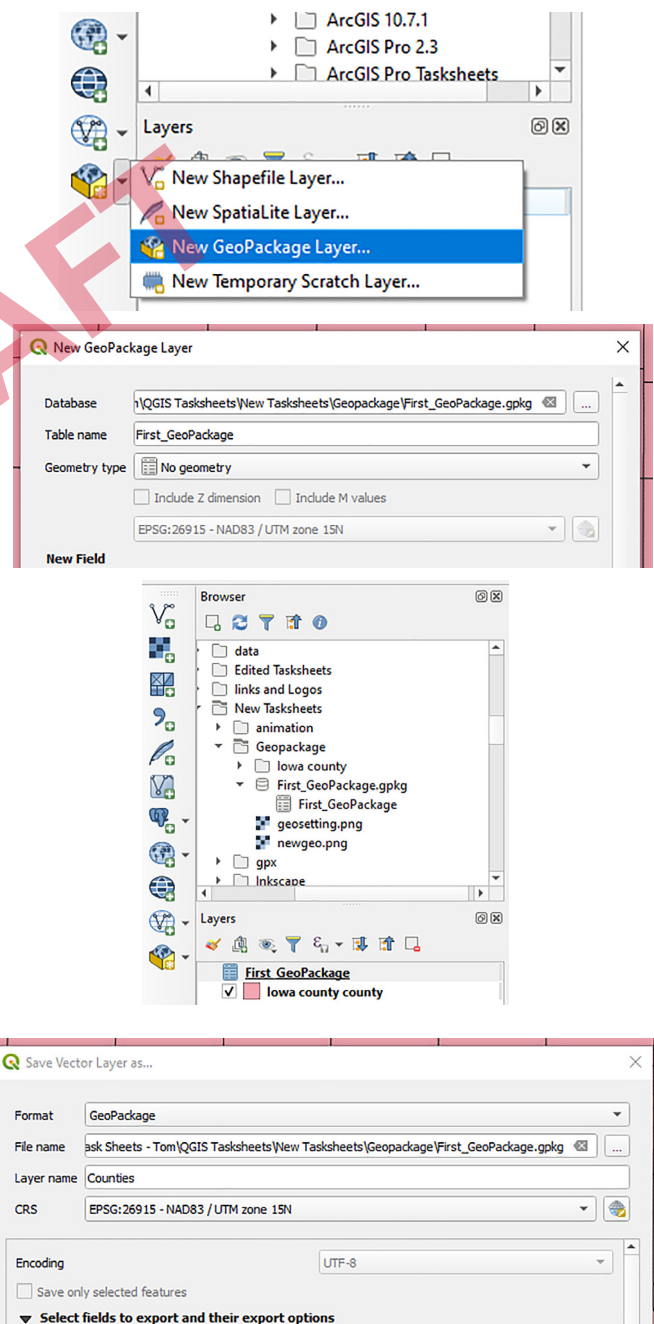 ArcGIS 10.7.1
ArcGIS Pro 2.3
ArcGIS Pro Tasksheets
Layers
New Shapefile Layer...
New SpatiaLite Layer...
New GeoPackage Layer...
New Temporary Scratch Layer...
AFT
New GeoPackage Layer
Database \QGIS Tasksheets\New Tasksheets\Geopackage\First_GeoPackage.gpkg ...
Table name First_GeoPackage
Geometry type No geometry
Include Z dimension Include M values
EPSG:26915 - NAD83 / UTM zone 15N
New Field
Browser
data
Edited Tasksheets
links and Logos
New Tasksheets
animation
Geopackage
Iowa county
First_GeoPackage.gpkg
First_GeoPackage
geosetting.png
newgeo.png
gpx
Inkscape
Layers
First_GeoPackage
Iowa county county
Save Vector Layer as...
Format GeoPackage
File name ask Sheets - Tom\QGIS Tasksheets\New Tasksheets\Geopackage\First_GeoPackage.gpkg ...
Layer name Counties
CRS EPSG:26915 - NAD83 / UTM zone 15N
Encoding UTF-8
Save only selected features
Select fields to export and their export options